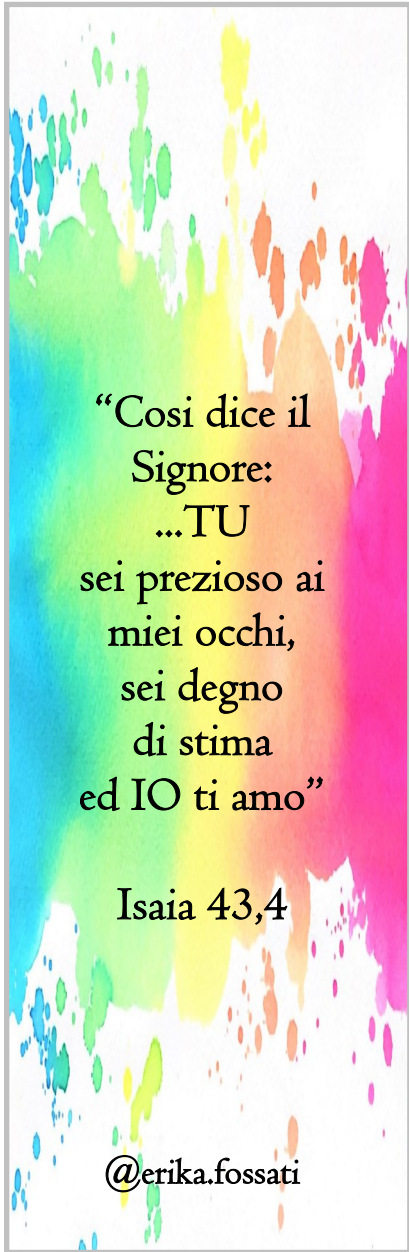 “Cosi dice il
Signore:
...TU
sei prezioso ai
miei occhi,
sei degno
di stima
ed IO ti amo”
Isaia 43,4
@erika.fossati